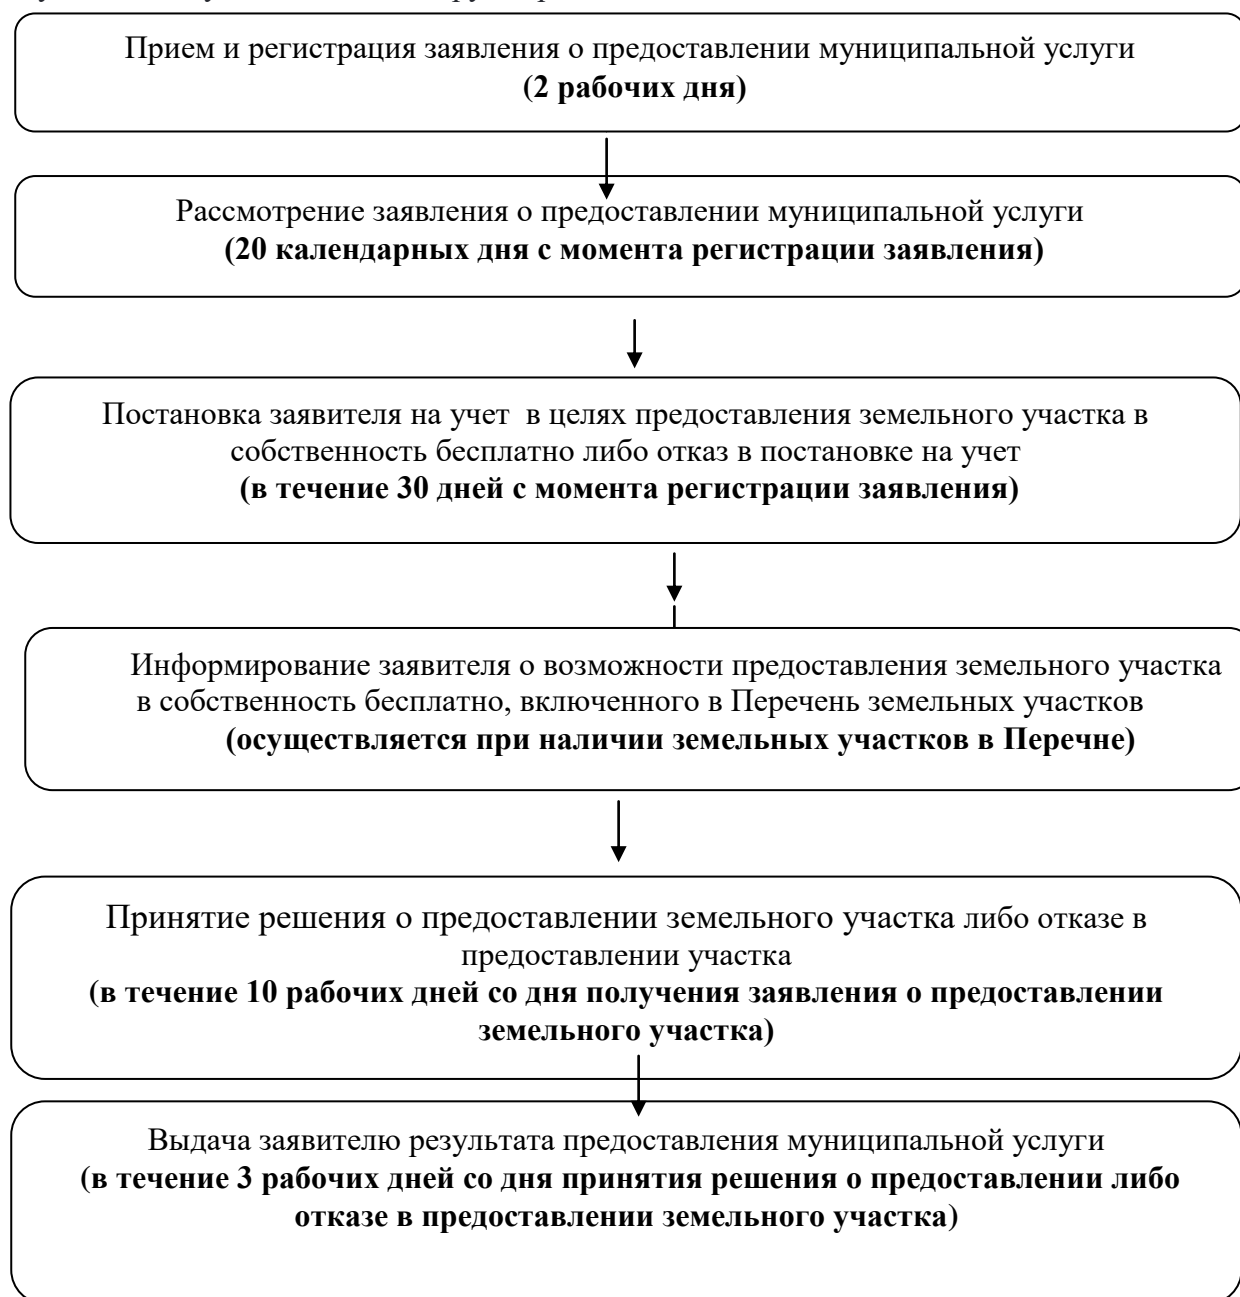 Прием и регистрация заявления о предоставлении муниципальной услуги
(2 рабочих дня)
Рассмотрение заявления о предоставлении муниципальной услуги
(20 календарных дня с момента регистрации заявления)
Постановка заявителя на учет в целях предоставления земельного участка в
собственность бесплатно либо отказ в постановке на учет
(в течение 30 дней с момента регистрации заявления)
Информирование заявителя о возможности предоставления земельного участка
в собственность бесплатно, включенного в Перечень земельных участков
(осуществляется при наличии земельных участков в Перечне)
Принятие решения о предоставлении земельного участка либо отказе в
предоставлении участка
(в течение 10 рабочих дней со дня получения заявления о предоставлении
земельного участка)
Выдача заявителю результата предоставления муниципальной услуги
(в течение 3 рабочих дней со дня принятия решения о предоставлении либо
отказе в предоставлении земельного участка)